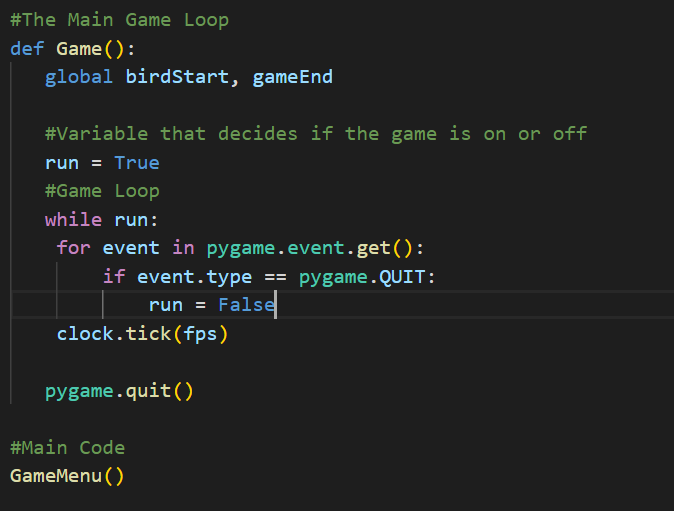 #The Main Game Loop
def Game():
global birdStart, gameEnd
#Variable that decides if the game is on or off
run = True
#Game Loop
while run:
for event in pygame.event.get():
if event.type == pygame.QUIT:
run = False
clock.tick(fps)
pygame.quit()
#Main Code
GameMenu()